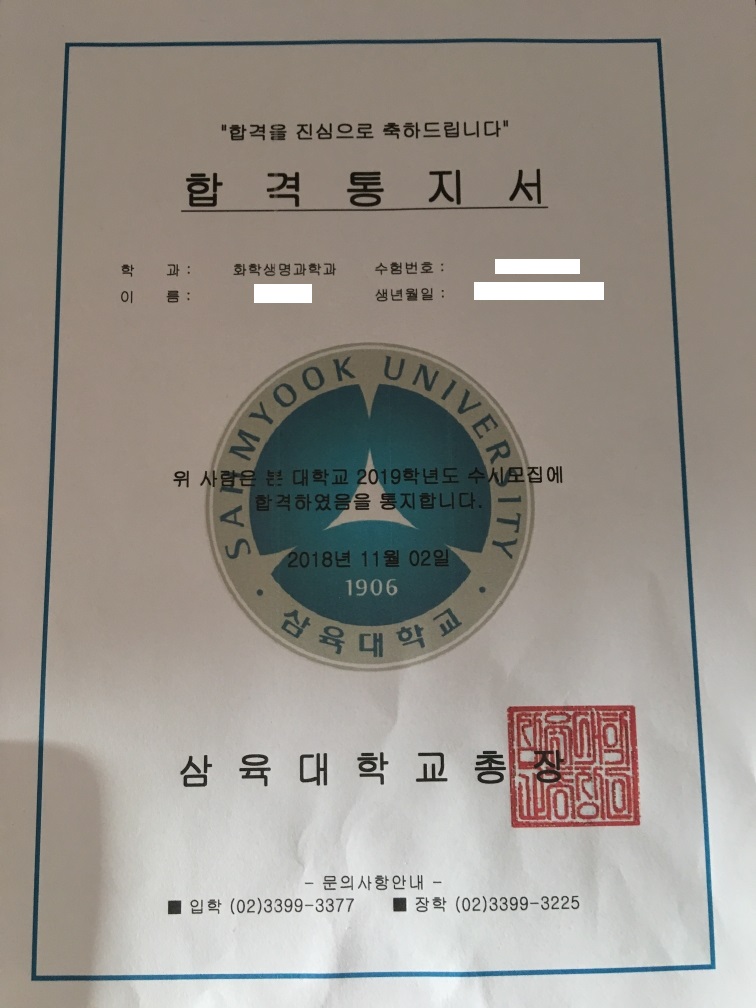 "합격을 진심으로 축하드립니다"
합 격 통 지 서
학 과 : 화학생명과학과 수험번호 :
이 름 : 생년월일 :
SAHMYOOK UNIVERSITY
위 사람은 본 대학교 2019학년도 수시모집에
합격하였음을 통지합니다.
2018년 11월 02일
1906
삼육대학교
삼 육 대 학 교 총 장
- 문의사항안내 -
■ 입학 (02)3399-3377 ■ 장학 (02)3399-3225